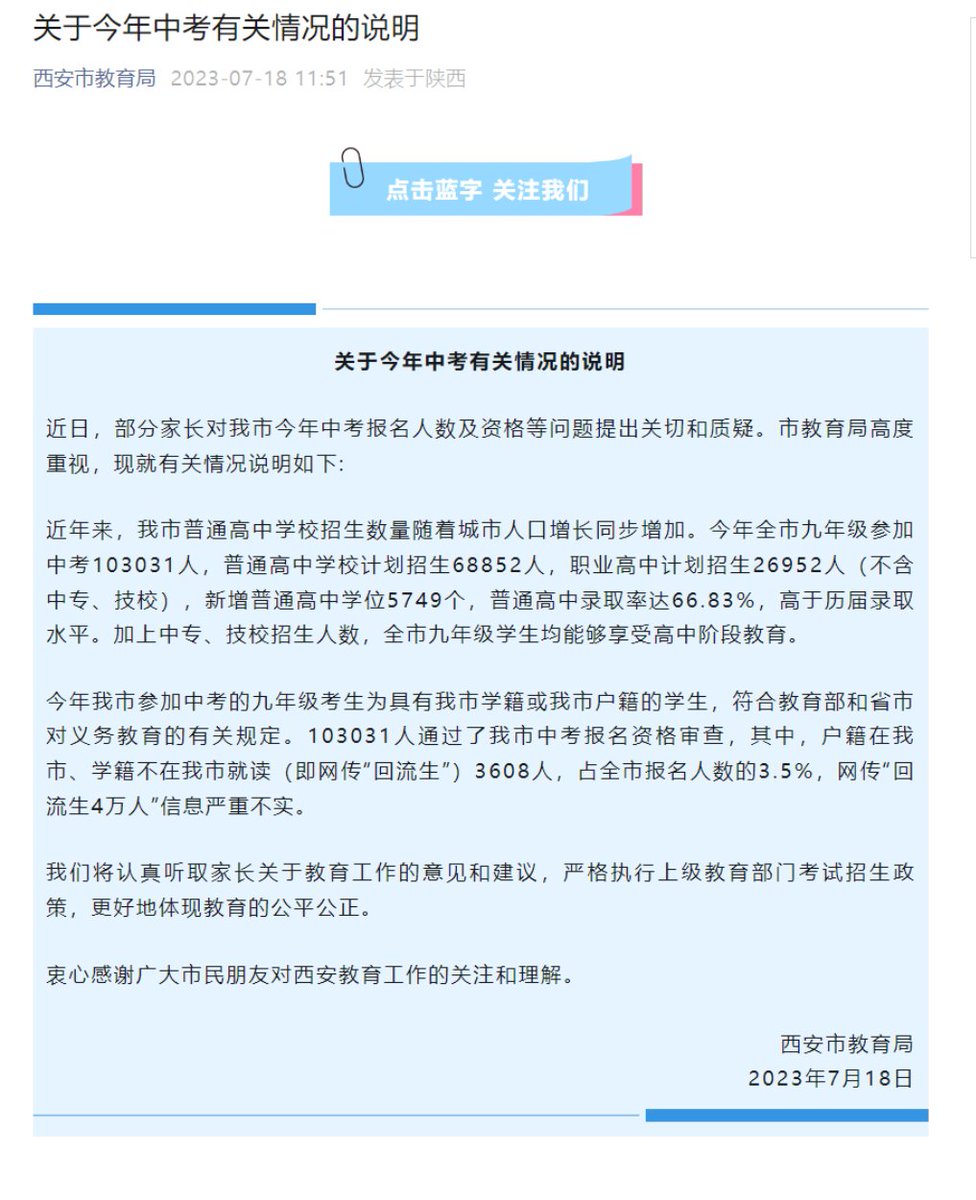 关于今年中考有关情况的说明
西安市教育局 2023-07-18 11:51 发表于陕西
点击蓝字 关注我们
关于今年中考有关情况的说明
近日，部分家长对我市今年中考报名人数及资格等问题提出关切和质疑。市教育局高度
重视，现就有关情况说明如下:
近年来，我市普通高中学校招生数量随着城市人口增长同步增加。今年全市九年级参加
中考103031人，普通高中学校计划招生68852人，职业高中计划招生26952人（不含
中专、技校），新增普通高中学位5749个，普通高中录取率达66.83%，高于历届录取
水平。加上中专、技校招生人数，全市九年级学生均能够享受高中阶段教育。
今年我市参加中考的九年级考生为具有我市学籍或我市户籍的学生，符合教育部和省市
对义务教育的有关规定。103031人通过了我市中考报名资格审查，其中，户籍在我
市、学籍不在我市就读（即网传“回流生”）3608人，占全市报名人数的3.5%，网传“回
流生4万人”信息严重不实。
我们将认真听取家长关于教育工作的意见和建议，严格执行上级教育部门考试招生政
策，更好地体现教育的公平公正。
衷心感谢广大市民朋友对西安教育工作的关注和理解。
西安市教育局
2023年7月18日